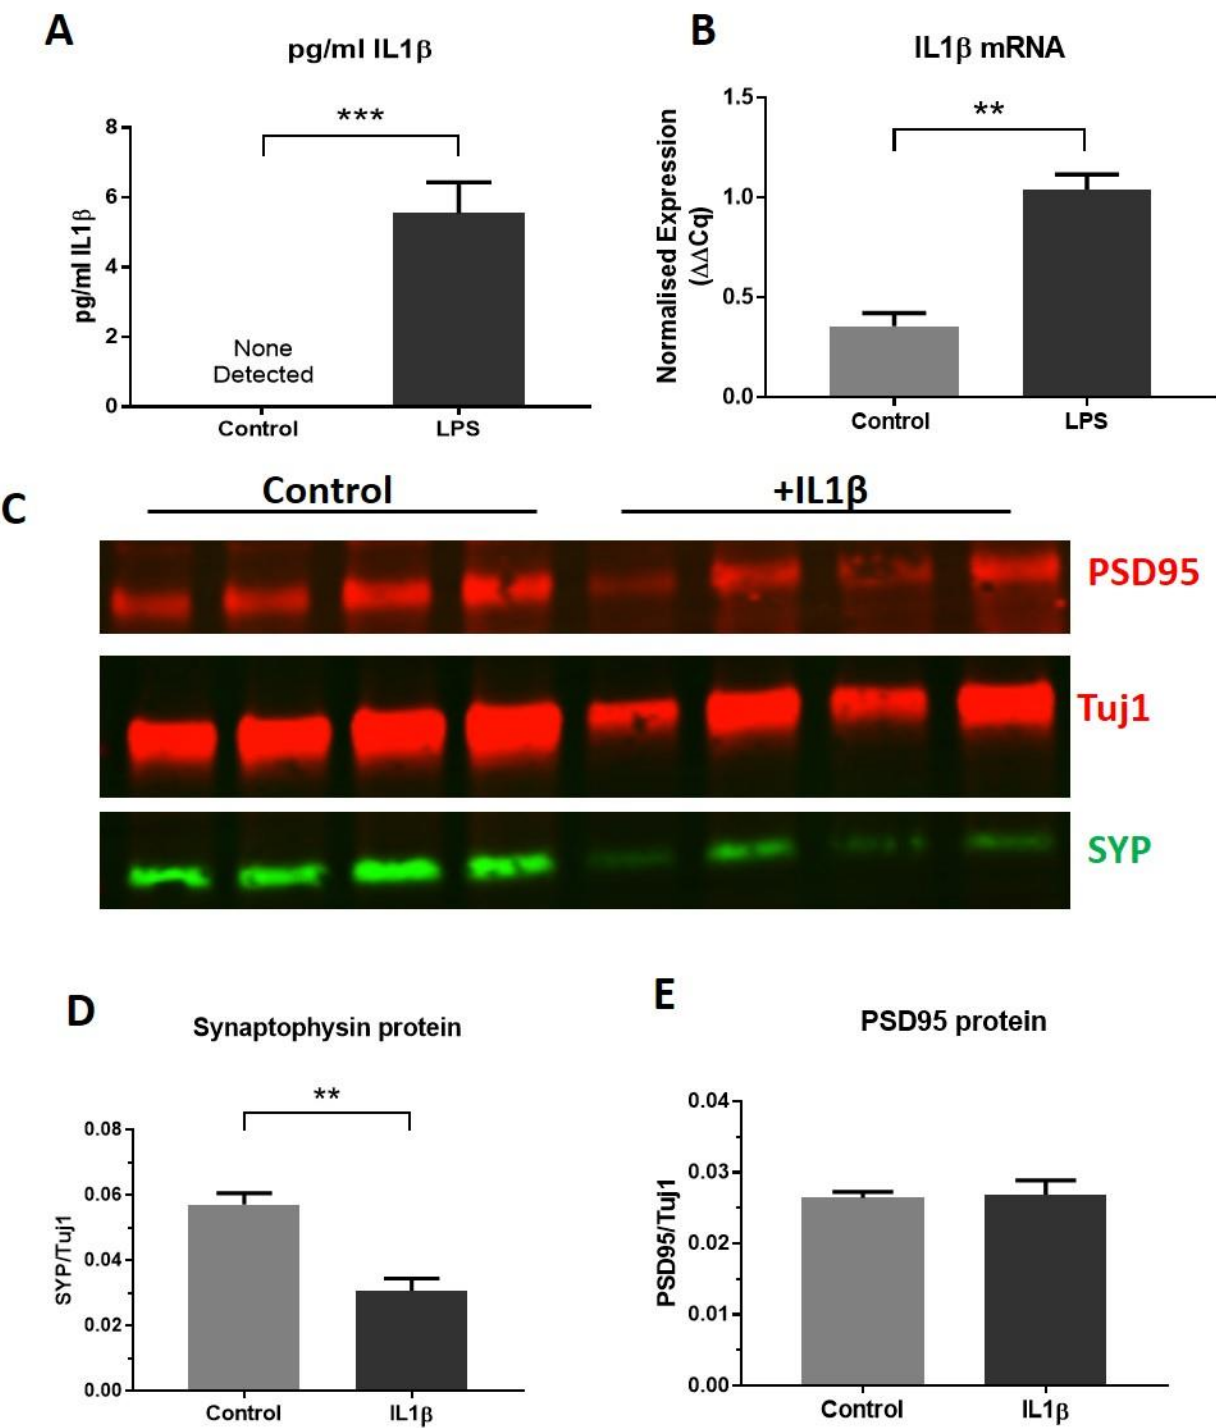 A
pg/ml IL1β
***
8
6
4
2
0
pg/ml IL1β
None
Detected
Control
LPS
B
IL1β mRNA
**
1.5
1.0
0.5
0.0
Normalised Expression
(ΔΔCq)
Control
LPS
C
Control
+IL1β
PSD95
Tuj1
SYP
D
Synaptophysin protein
**
0.08
0.06
0.04
0.02
0.00
SYP/Tuj1
Control
IL1β
E
PSD95 protein
0.04
0.03
0.02
0.01
0.00
PSD95/Tuj1
Control
IL1β